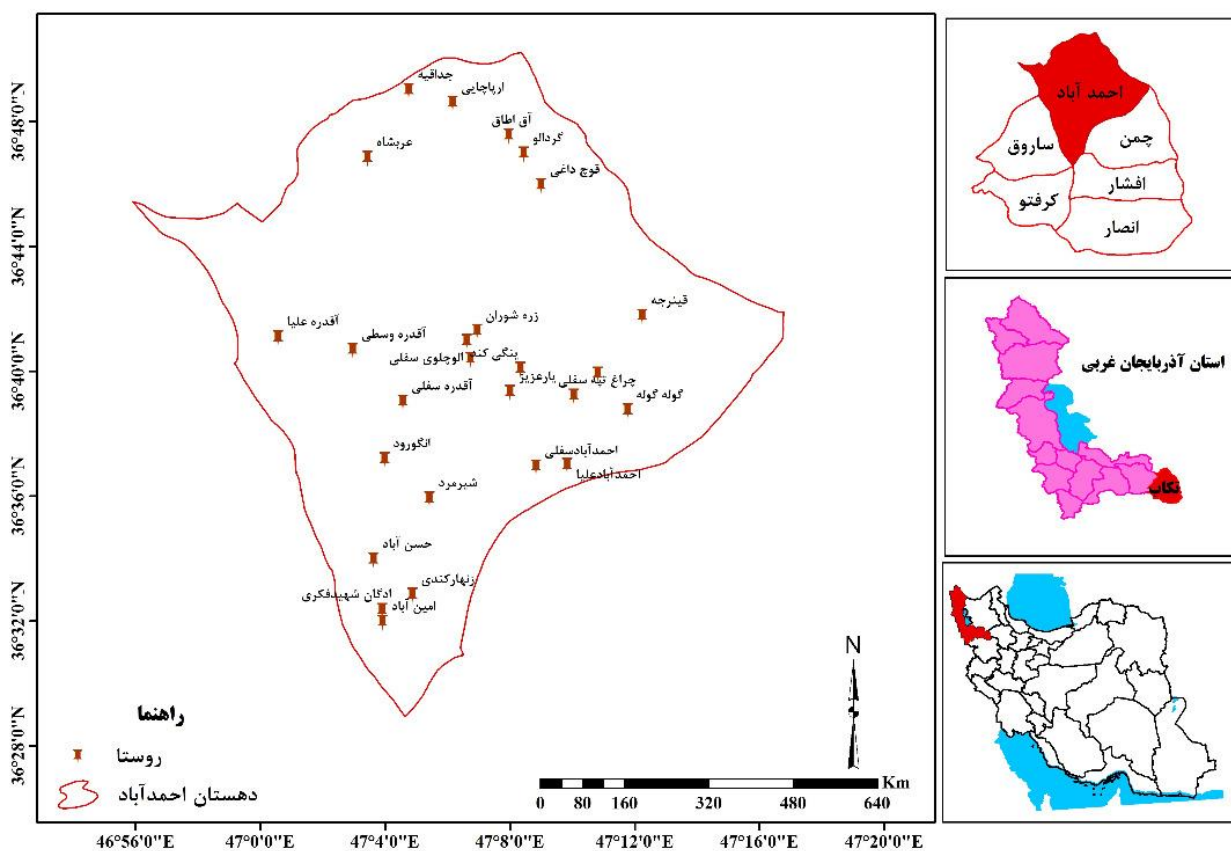 جداقیه
ارپاچایی
آق اطاق
گردالو
قوچ داغی
عربشاه
قینرجه
زره شوران
آقدره علیا
آقدره وسطی
ینگی کند
الوچلوی سفلی
یارعزیز
چراغ تپه سفلی
آقدره سفلی
گوله گوله
انگورود
احمدآبادسفلی
احمدآبادعلیا
شیرمرد
حسن آباد
زنهارکندی
ادگان شهیدفکری
امین آباد
36°48'0"N
36°44'0"N
36°40'0"N
36°36'0"N
36°32'0"N
36°28'0"N
46°56'0"E
47°0'0"E
47°4'0"E
47°8'0"E
47°12'0"E
47°16'0"E
47°20'0"E
راهنما
روستا
دهستان احمدآباد
N
Km
0 80 160 320 480 640
احمد آباد
ساروق
چمن
افشار
کرفتو
انصار
استان آذربایجان غربی
تکاب